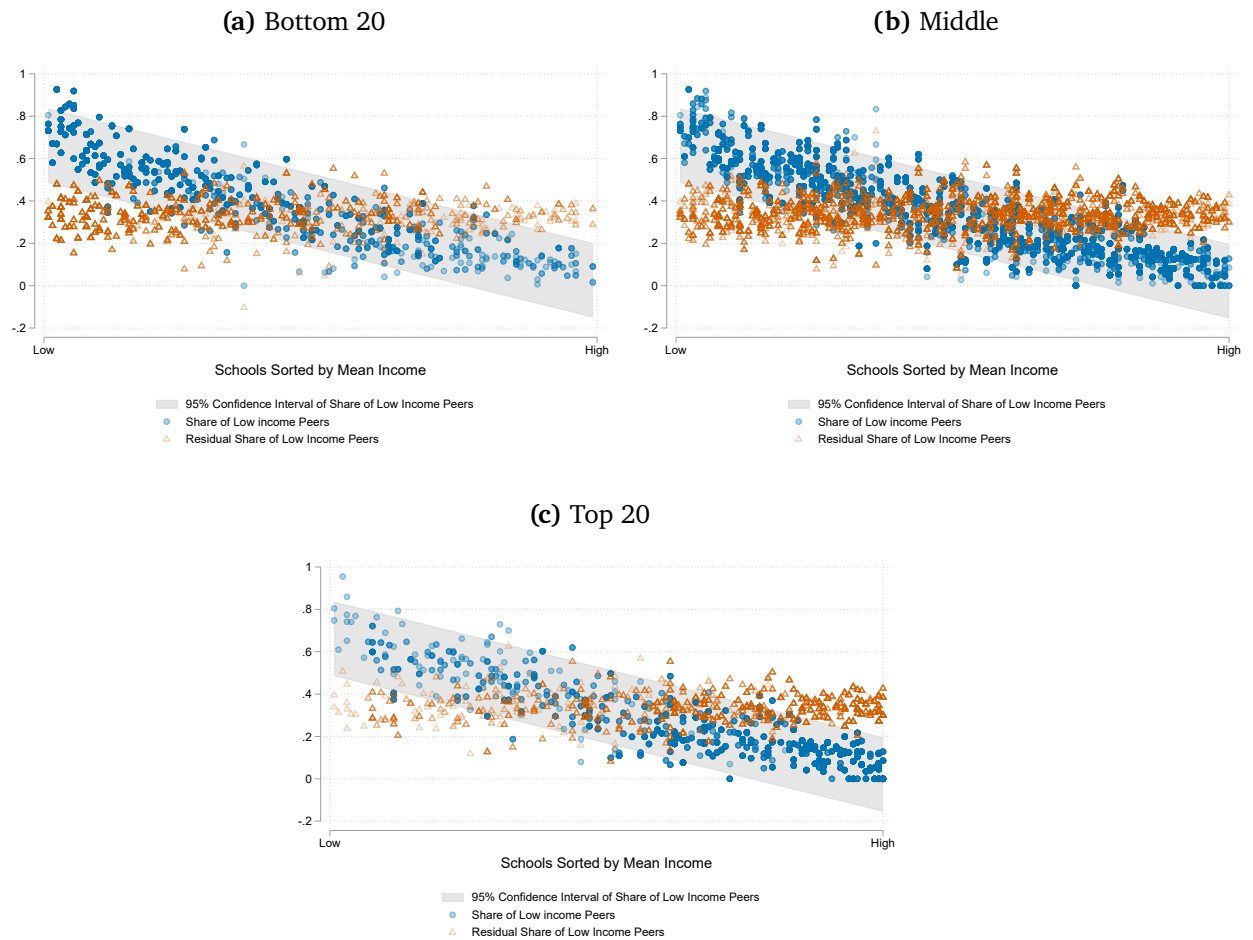 (a) Bottom 20
1
.8
.6
.4
.2
0
-.2
Low High
Schools Sorted by Mean Income
95% Confidence Interval of Share of Low Income Peers
Share of Low income Peers
Residual Share of Low Income Peers
(b) Middle
1
.8
.6
.4
.2
0
-.2
Low High
Schools Sorted by Mean Income
95% Confidence Interval of Share of Low Income Peers
Share of Low income Peers
Residual Share of Low Income Peers
(c) Top 20
1
.8
.6
.4
.2
0
-.2
Low High
Schools Sorted by Mean Income
95% Confidence Interval of Share of Low Income Peers
Share of Low income Peers
Residual Share of Low Income Peers